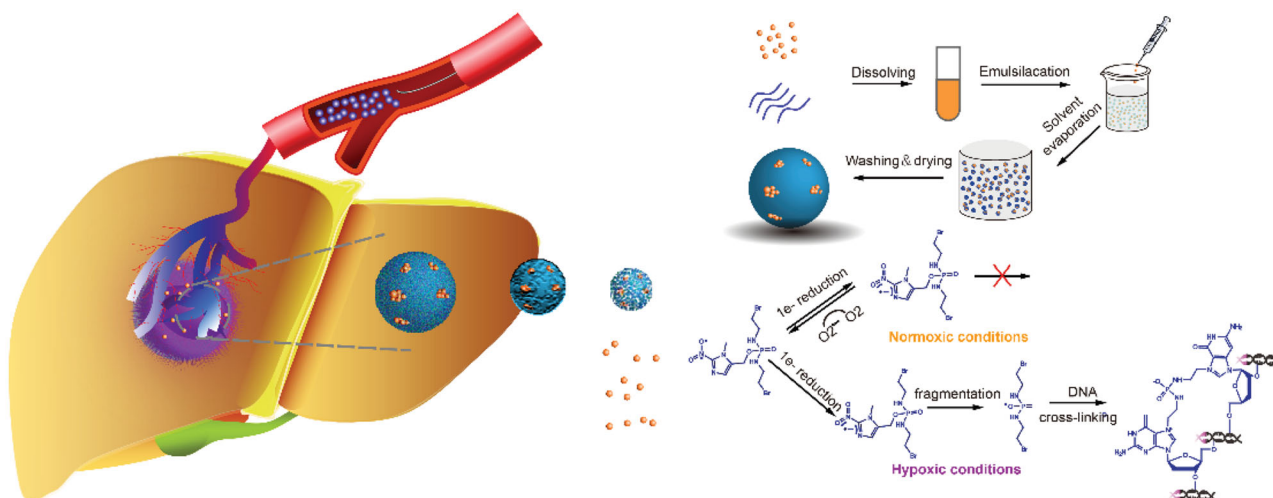 Dissolving
Emulsilacation
Solvent
evaporation
Washing & drying
1e- reduction
O2
O2
Normoxic conditions
1e- reduction
fragmentation
DNA
cross-linking
Hypoxic conditions